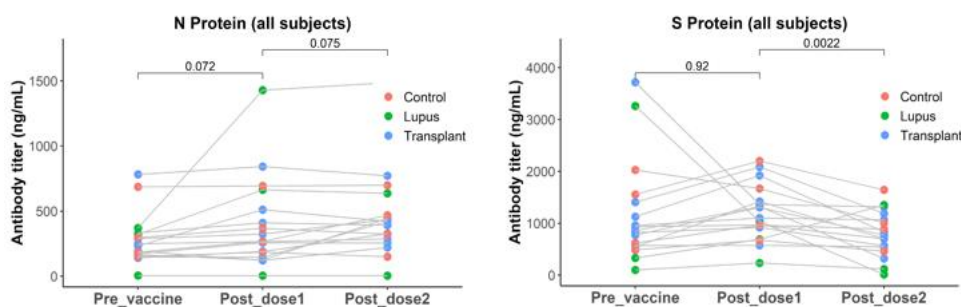 N Protein (all subjects)
Antibody titer (ng/mL)
1500
1000
500
0
0.072
0.075
Control
Lupus
Transplant
Pre_vaccine
Post_dose1
Post_dose2
S Protein (all subjects)
Antibody titer (ng/mL)
4000
3000
2000
1000
0
0.92
0.0022
Control
Lupus
Transplant
Pre_vaccine
Post_dose1
Post_dose2